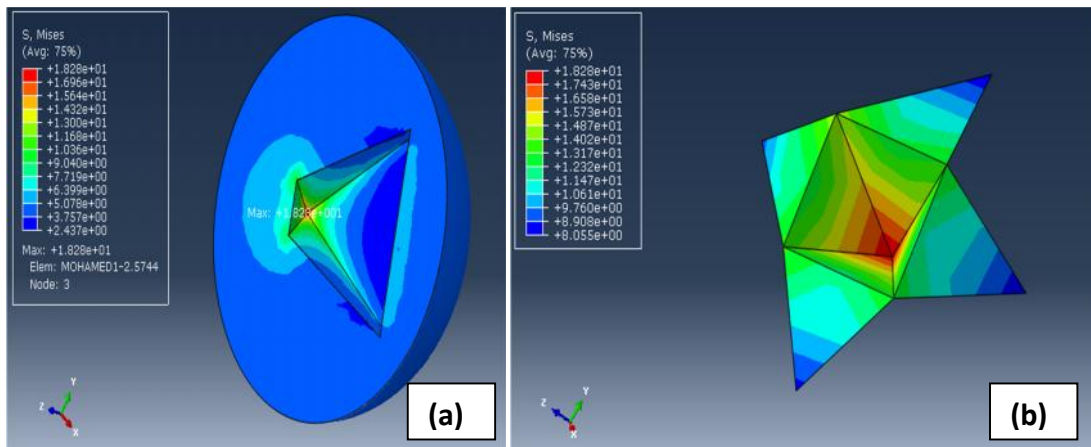 S, Mises
(Avg: 75%)
+1.828e+01
+1.696e+01
+1.564e+01
+1.432e+01
+1.300e+01
+1.168e+01
+1.036e+01
+9.040e+00
+7.719e+00
+6.399e+00
+5.078e+00
+3.757e+00
+2.437e+00
Max: +1.828e+01
Elem: MOHAMED1-2.5744
Node: 3
Max: +1.828e+001
Y
Z
X
(a)
S, Mises
(Avg: 75%)
+1.828e+01
+1.743e+01
+1.658e+01
+1.573e+01
+1.487e+01
+1.402e+01
+1.317e+01
+1.232e+01
+1.147e+01
+1.061e+01
+9.760e+00
+8.908e+00
+8.055e+00
Y
Z
X
(b)